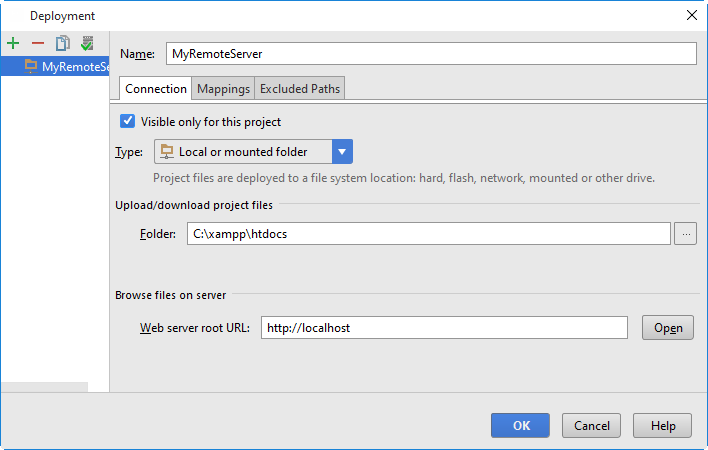 Deployment
MyRemoteSe
Name: MyRemoteServer
Connection Mappings Excluded Paths
Visible only for this project
Type: Local or mounted folder
Project files are deployed to a file system location: hard, flash, network, mounted or other drive.
Upload/download project files
Folder: C:\xampp\htdocs ...
Browse files on server
Web server root URL: http://localhost Open
OK Cancel Help